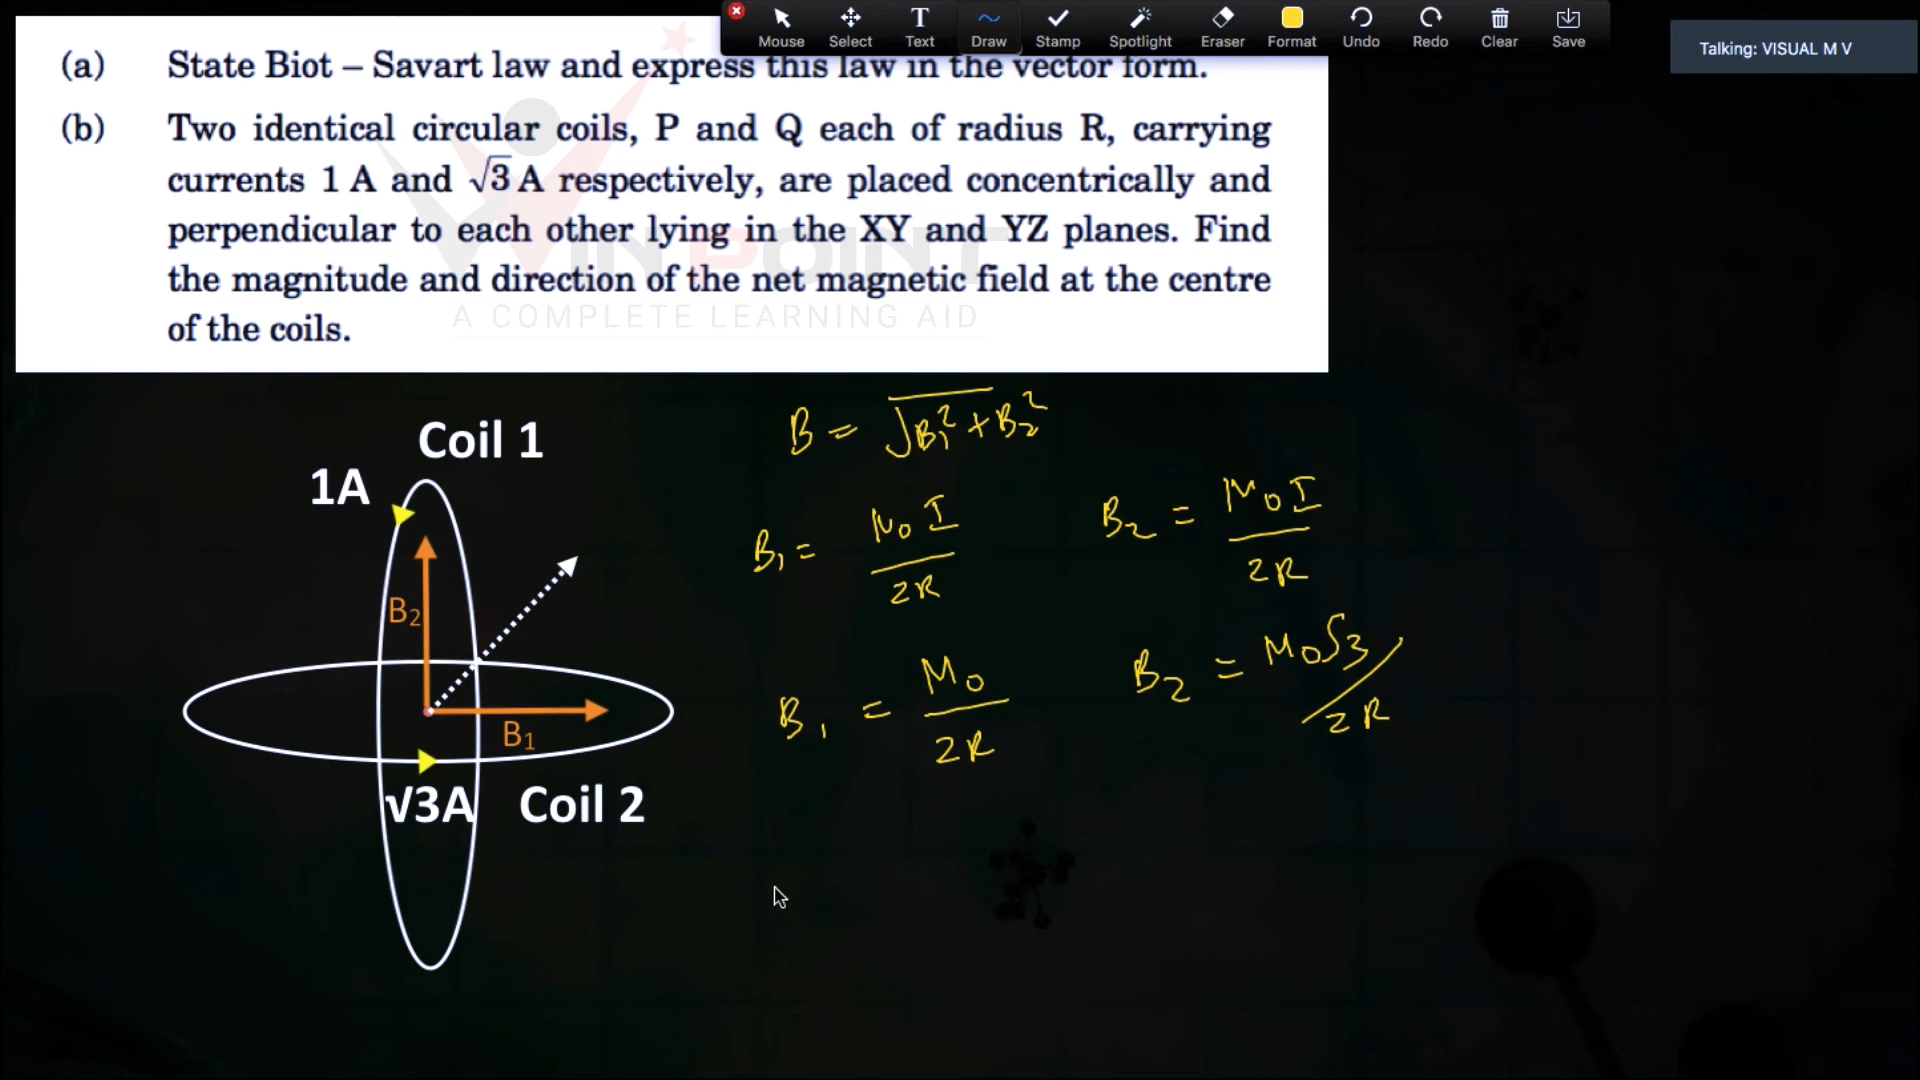 Mouse Select Text Draw Stamp Spotlight Eraser Format Undo Redo Clear Save
Talking: VISUAL M V
(a) State Biot – Savart law and express this law in the vector form.
(b) Two identical circular coils, P and Q each of radius R, carrying
currents 1 A and √3 A respectively, are placed concentrically and
perpendicular to each other lying in the XY and YZ planes. Find
the magnitude and direction of the net magnetic field at the centre
of the coils.
WINPOINT
A COMPLETE LEARNING AID
Coil 1
1A
B₂
B₁
√3A Coil 2
B = √B₁² + B₂²
B₁ = μ₀ I / 2R
B₂ = μ₀ I / 2R
B₁ = μ₀ / 2R
B₂ = μ₀√3 / 2R